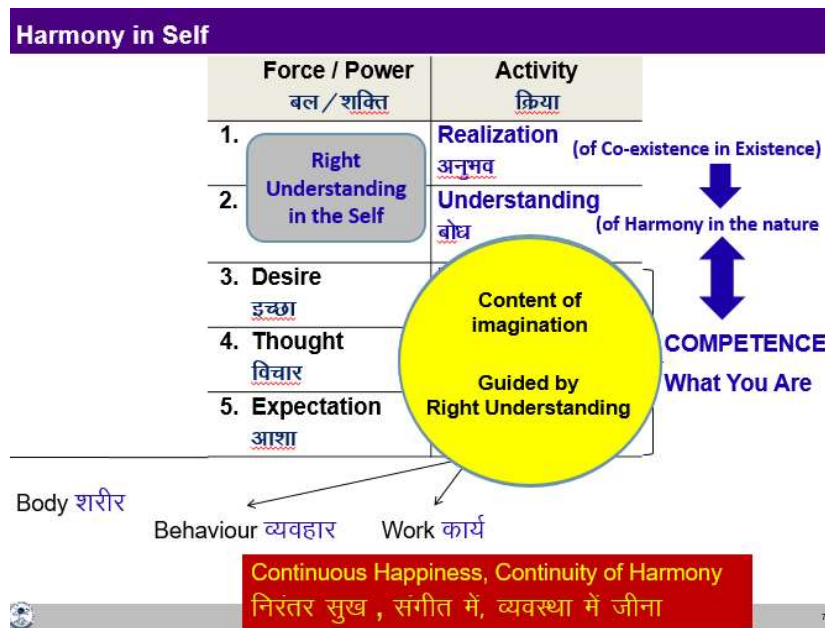 Harmony in Self
Force / Power
बल / शक्ति
Activity
क्रिया
1.
Right
Understanding
in the Self
Realization
अनुभव
(of Co-existence in Existence)
2.
Understanding
बोध
(of Harmony in the nature
3. Desire
इच्छा
4. Thought
विचार
5. Expectation
आशा
Content of
imagination
Guided by
Right Understanding
COMPETENCE
What You Are
Body शरीर
Behaviour व्यवहार
Work कार्य
Continuous Happiness, Continuity of Harmony
निरंतर सुख , संगीत में, व्यवस्था में जीना
7